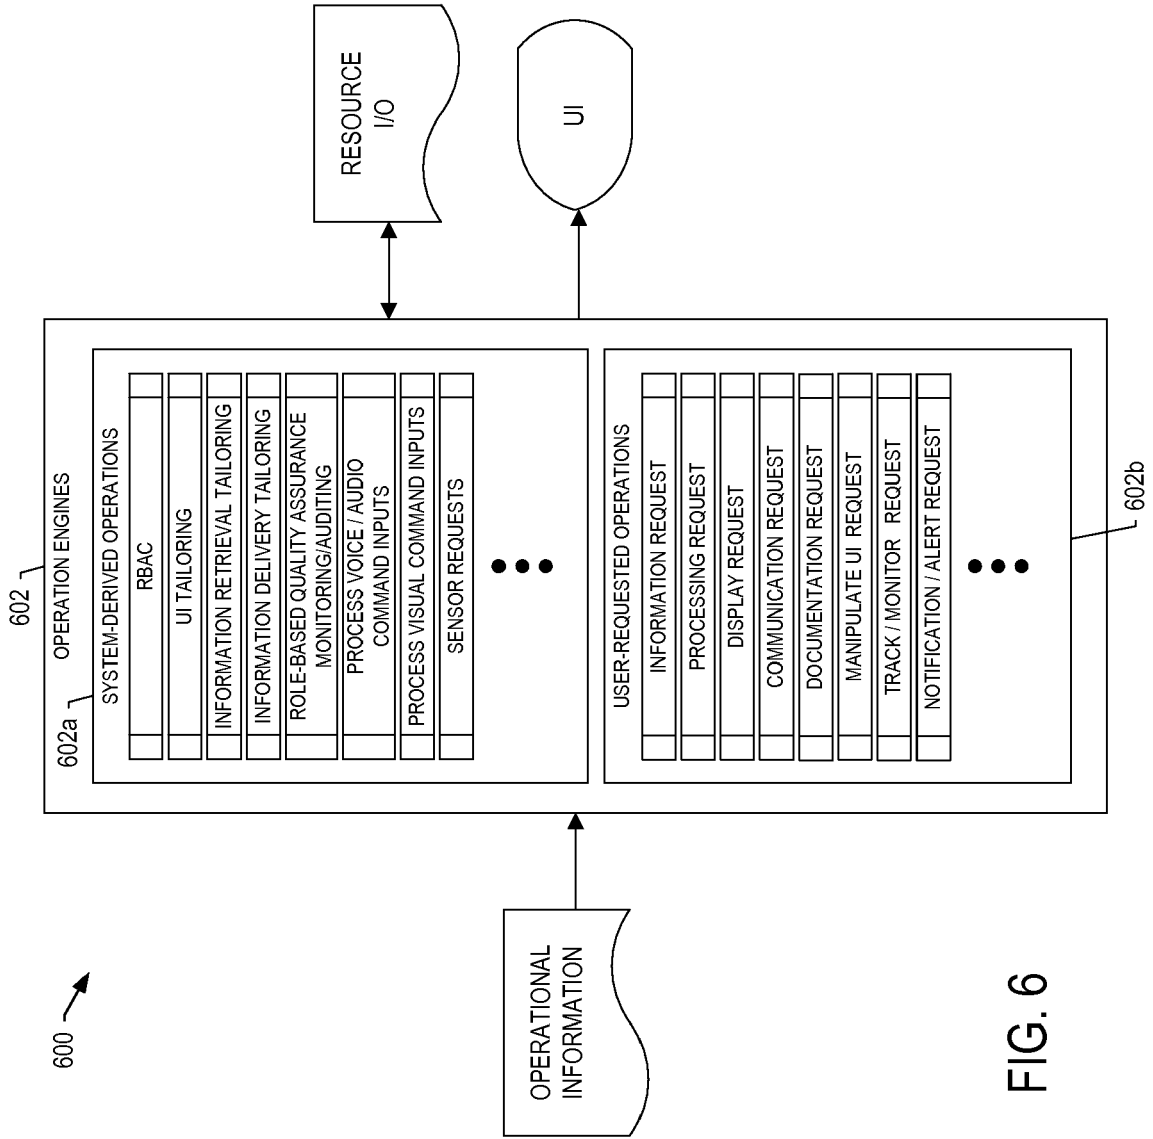 600
OPERATIONAL
INFORMATION
602
OPERATION ENGINES
602a
SYSTEM-DERIVED OPERATIONS
RBAC
UI TAILORING
INFORMATION RETRIEVAL TAILORING
INFORMATION DELIVERY TAILORING
ROLE-BASED QUALITY ASSURANCE
MONITORING/AUDITING
PROCESS VOICE / AUDIO
COMMAND INPUTS
PROCESS VISUAL COMMAND INPUTS
SENSOR REQUESTS
USER-REQUESTED OPERATIONS
INFORMATION REQUEST
PROCESSING REQUEST
DISPLAY REQUEST
COMMUNICATION REQUEST
DOCUMENTATION REQUEST
MANIPULATE UI REQUEST
TRACK / MONITOR REQUEST
NOTIFICATION / ALERT REQUEST
602b
RESOURCE
I/O
UI
FIG. 6